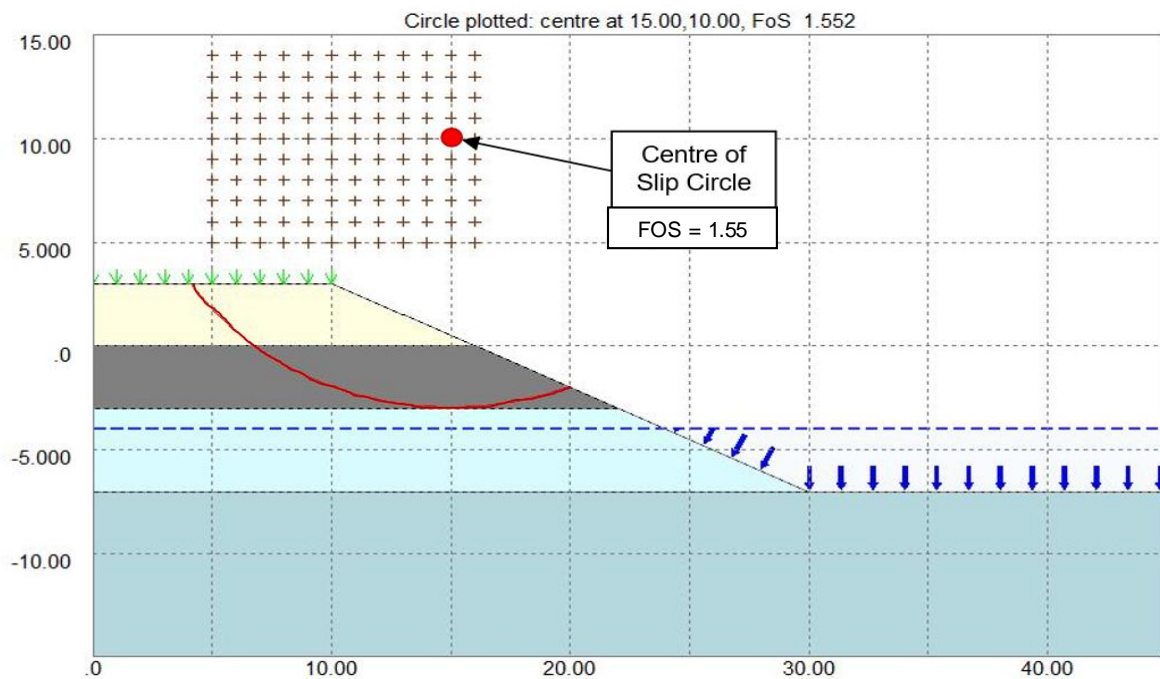 Circle plotted: centre at 15.00,10.00, FoS 1.552
15.00
10.00
Centre of
Slip Circle
FOS = 1.55
5.000
.0
-5.000
-10.00
.0
10.00
20.00
30.00
40.00